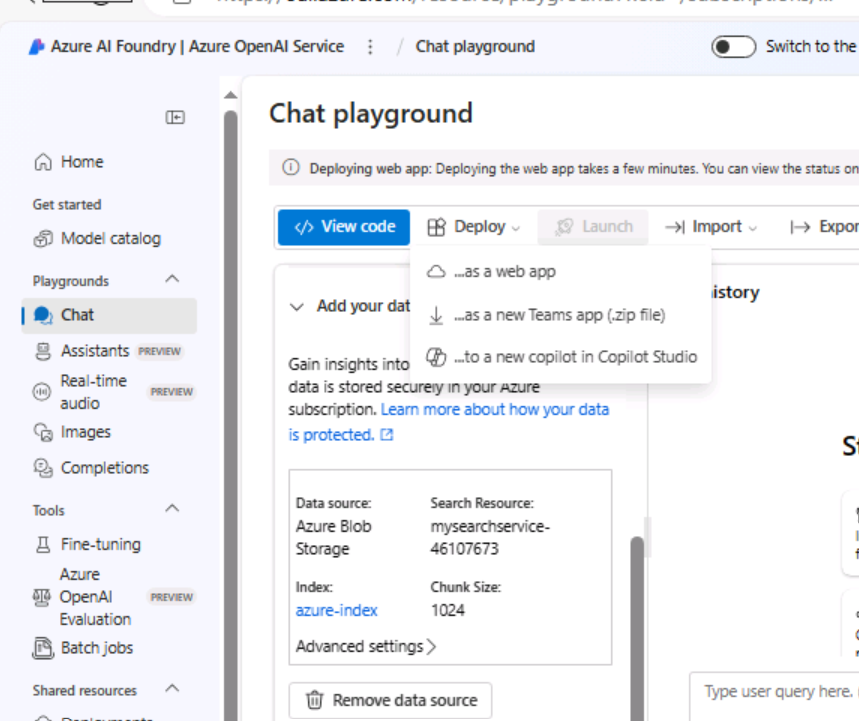 Azure AI Foundry | Azure OpenAI Service / Chat playground Switch to the
Chat playground
Deploying web app: Deploying the web app takes a few minutes. You can view the status on
Home
Get started
Model catalog
Playgrounds
Chat
Assistants PREVIEW
Real-time audio PREVIEW
Images
Completions
Tools
Fine-tuning
Azure
OpenAI PREVIEW
Evaluation
Batch jobs
Shared resources
Deployments
</> View code Deploy Launch Import Expor
...as a web app
...as a new Teams app (.zip file)
...to a new copilot in Copilot Studio
Add your dat
istory
Gain insights into
data is stored securely in your Azure
subscription. Learn more about how your data
is protected.
Data source: Search Resource:
Azure Blob mysearchservice-
Storage 46107673
Index: Chunk Size:
azure-index 1024
Advanced settings
Remove data source
St
Type user query here.